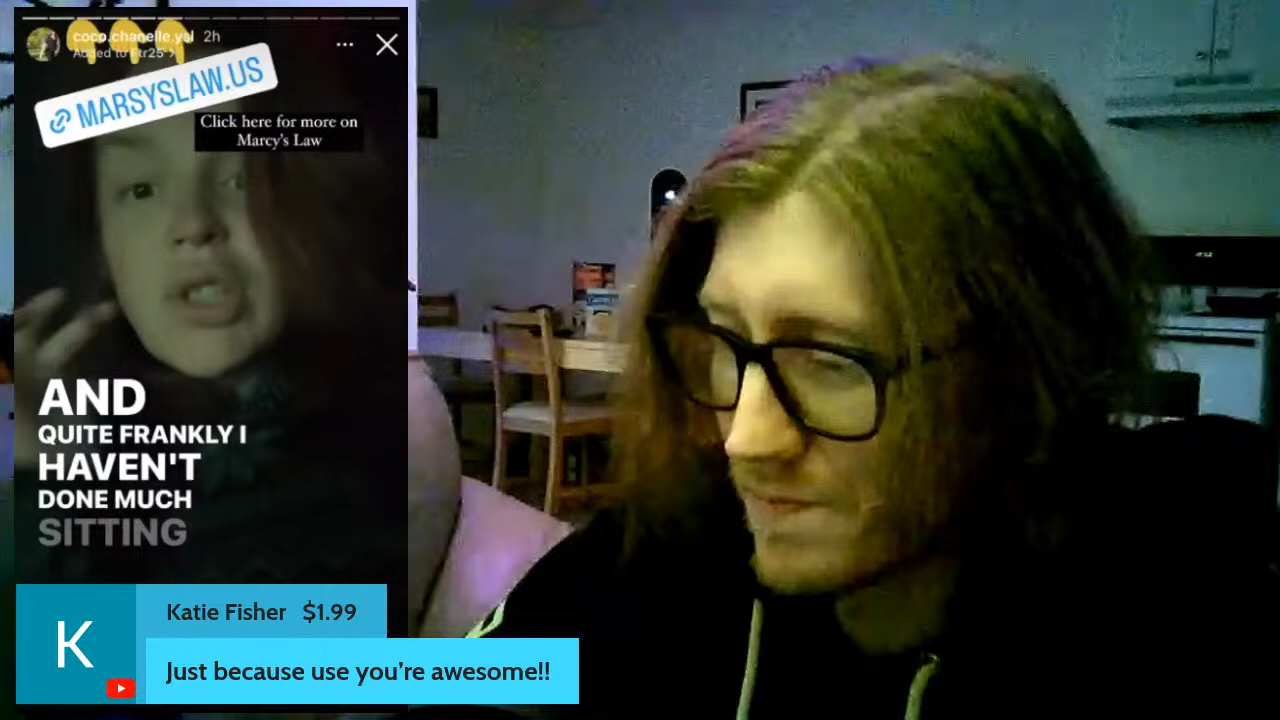 coco.chanelle.ysl 2h
MARSYSLAW.US
Click here for more on
Marcy's Law
AND
QUITE FRANKLY I
HAVEN'T
DONE MUCH
SITTING
K
Katie Fisher $1.99
Just because use you’re awesome!!